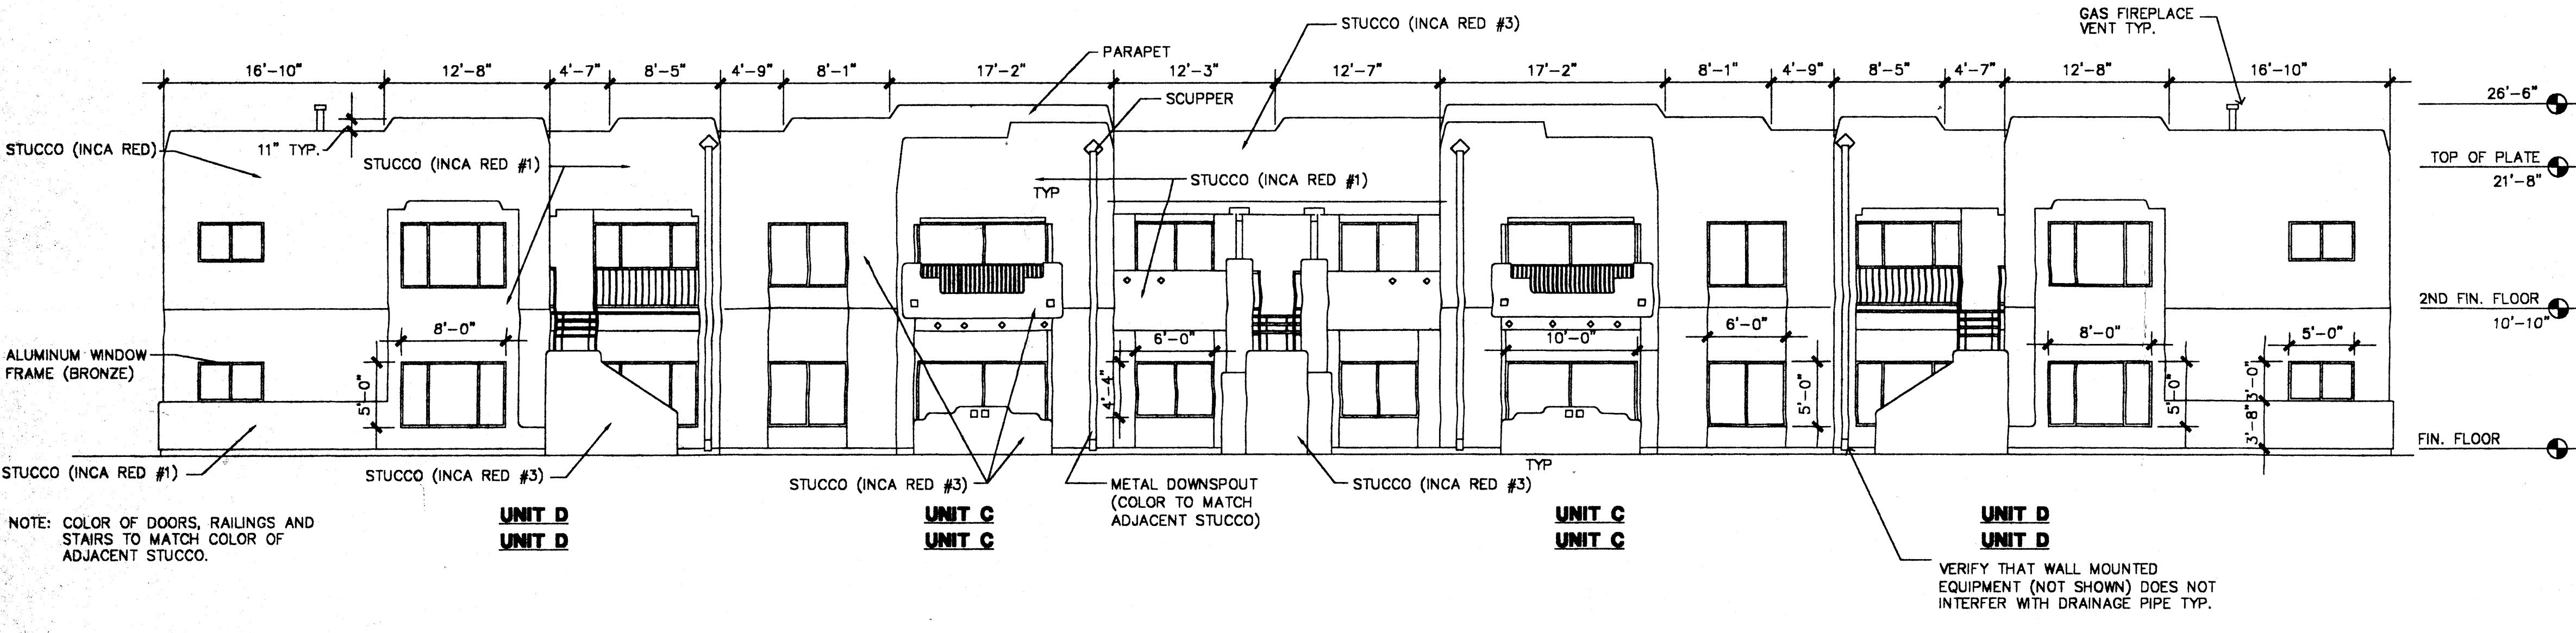 STUCCO (INCA RED #3)
GAS FIREPLACE
VENT TYP.
PARAPET
16'-10"
12'-8"
4'-7"
8'-5"
4'-9"
8'-1"
17'-2"
12'-3"
12'-7"
17'-2"
8'-1"
4'-9"
8'-5"
4'-7"
12'-8"
16'-10"
SCUPPER
26'-6"
STUCCO (INCA RED)
11" TYP.
STUCCO (INCA RED #1)
TYP
STUCCO (INCA RED #1)
TOP OF PLATE
21'-8"
2ND FIN. FLOOR
10'-10"
ALUMINUM WINDOW
FRAME (BRONZE)
8'-0"
5'-0"
6'-0"
4'-4"
10'-0"
6'-0"
5'-0"
8'-0"
5'-0"
5'-0"
3'-0"
3'-8"
FIN. FLOOR
STUCCO (INCA RED #1)
STUCCO (INCA RED #3)
STUCCO (INCA RED #3)
METAL DOWNSPOUT
(COLOR TO MATCH
ADJACENT STUCCO)
STUCCO (INCA RED #3)
TYP
NOTE: COLOR OF DOORS, RAILINGS AND
STAIRS TO MATCH COLOR OF
ADJACENT STUCCO.
UNIT D
UNIT D
UNIT C
UNIT C
UNIT C
UNIT C
UNIT D
UNIT D
VERIFY THAT WALL MOUNTED
EQUIPMENT (NOT SHOWN) DOES NOT
INTERFER WITH DRAINAGE PIPE TYP.